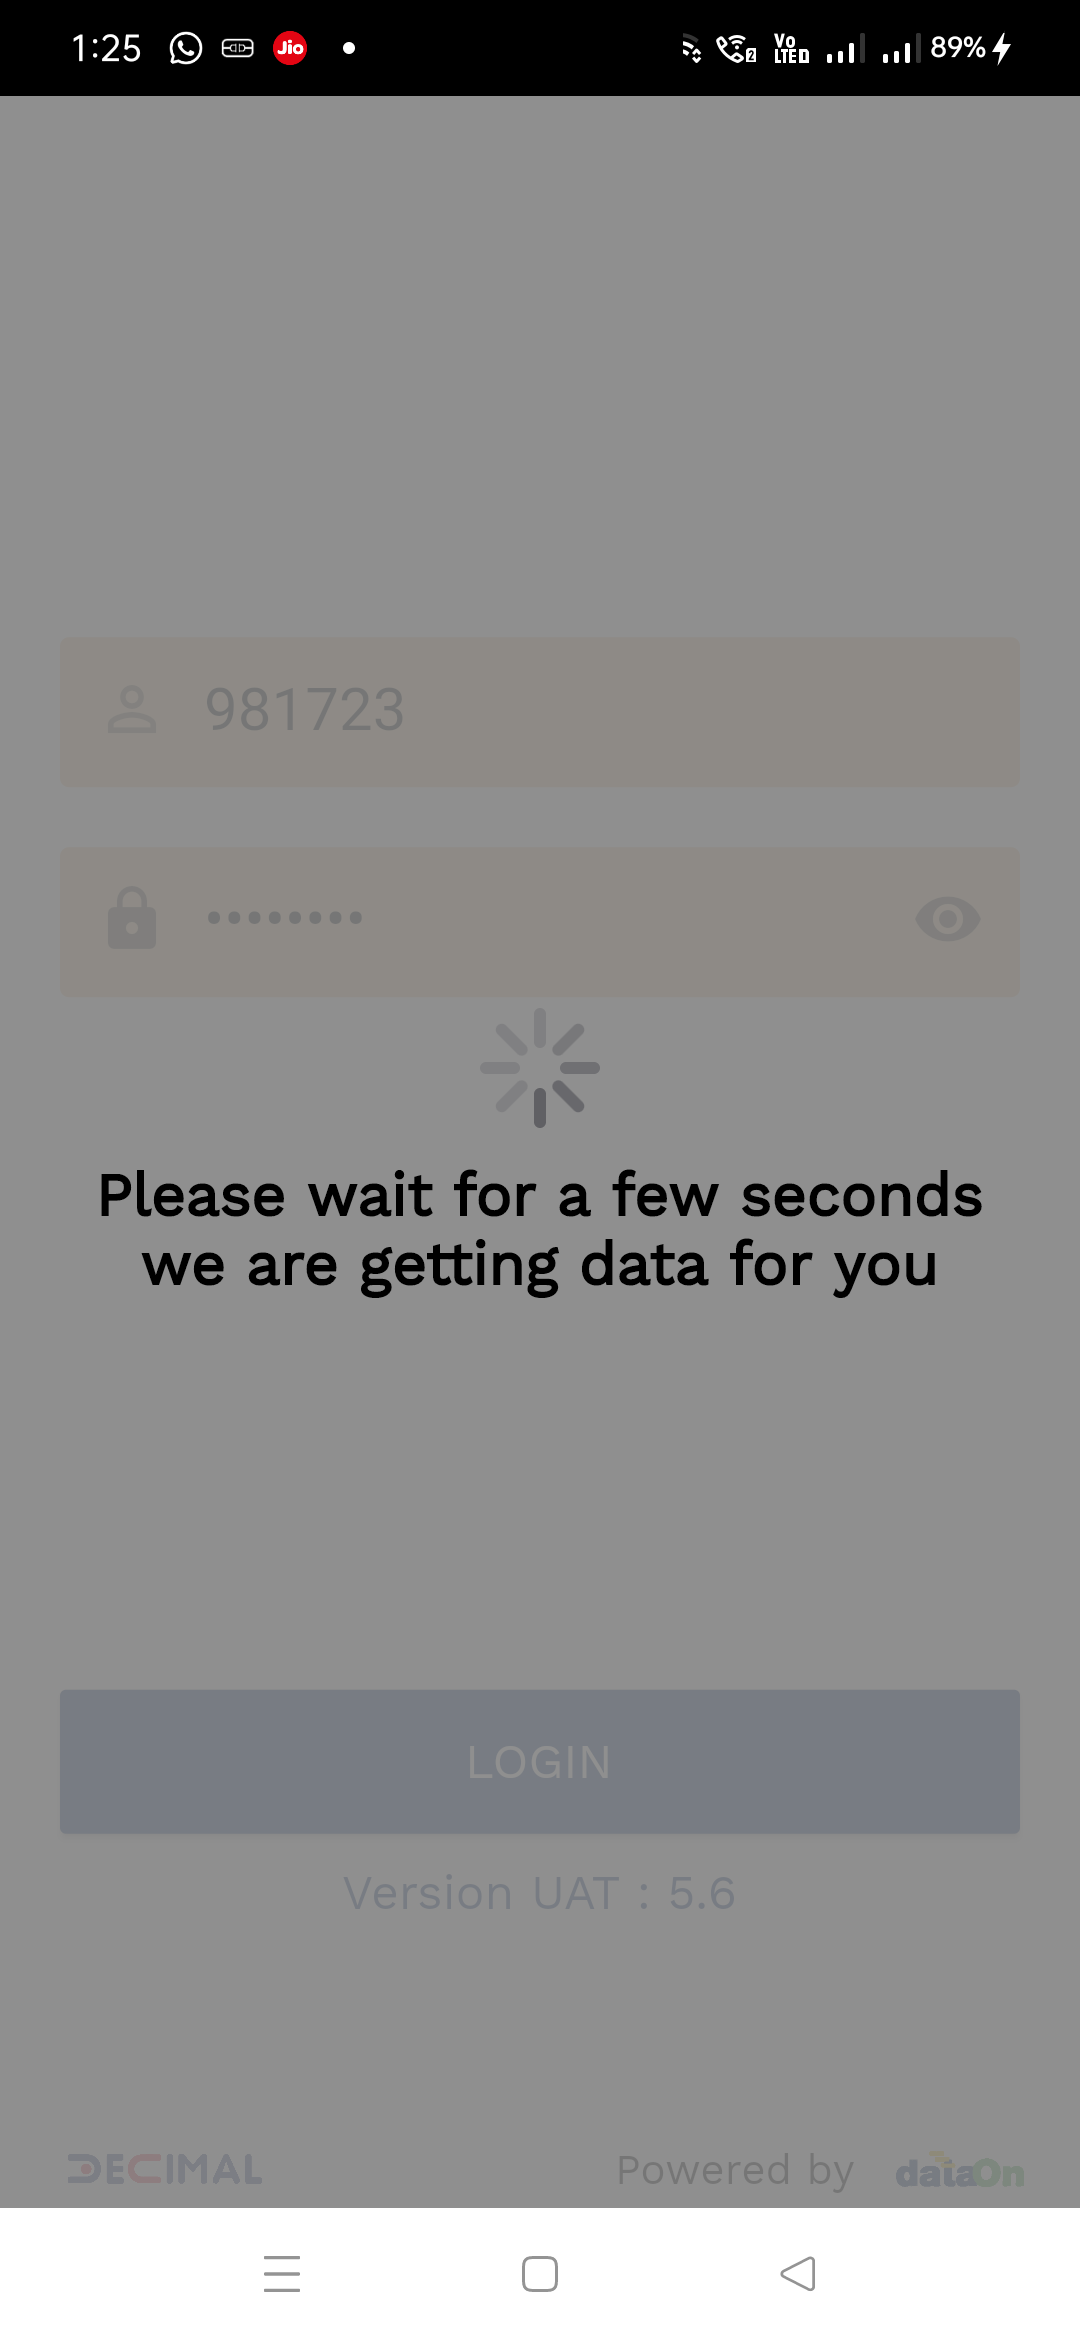 1:25 Jio Vo LTE 2 89%
981723
••••••••
Please wait for a few seconds
we are getting data for you
LOGIN
Version UAT : 5.6
DECIMAL Powered by dataOn